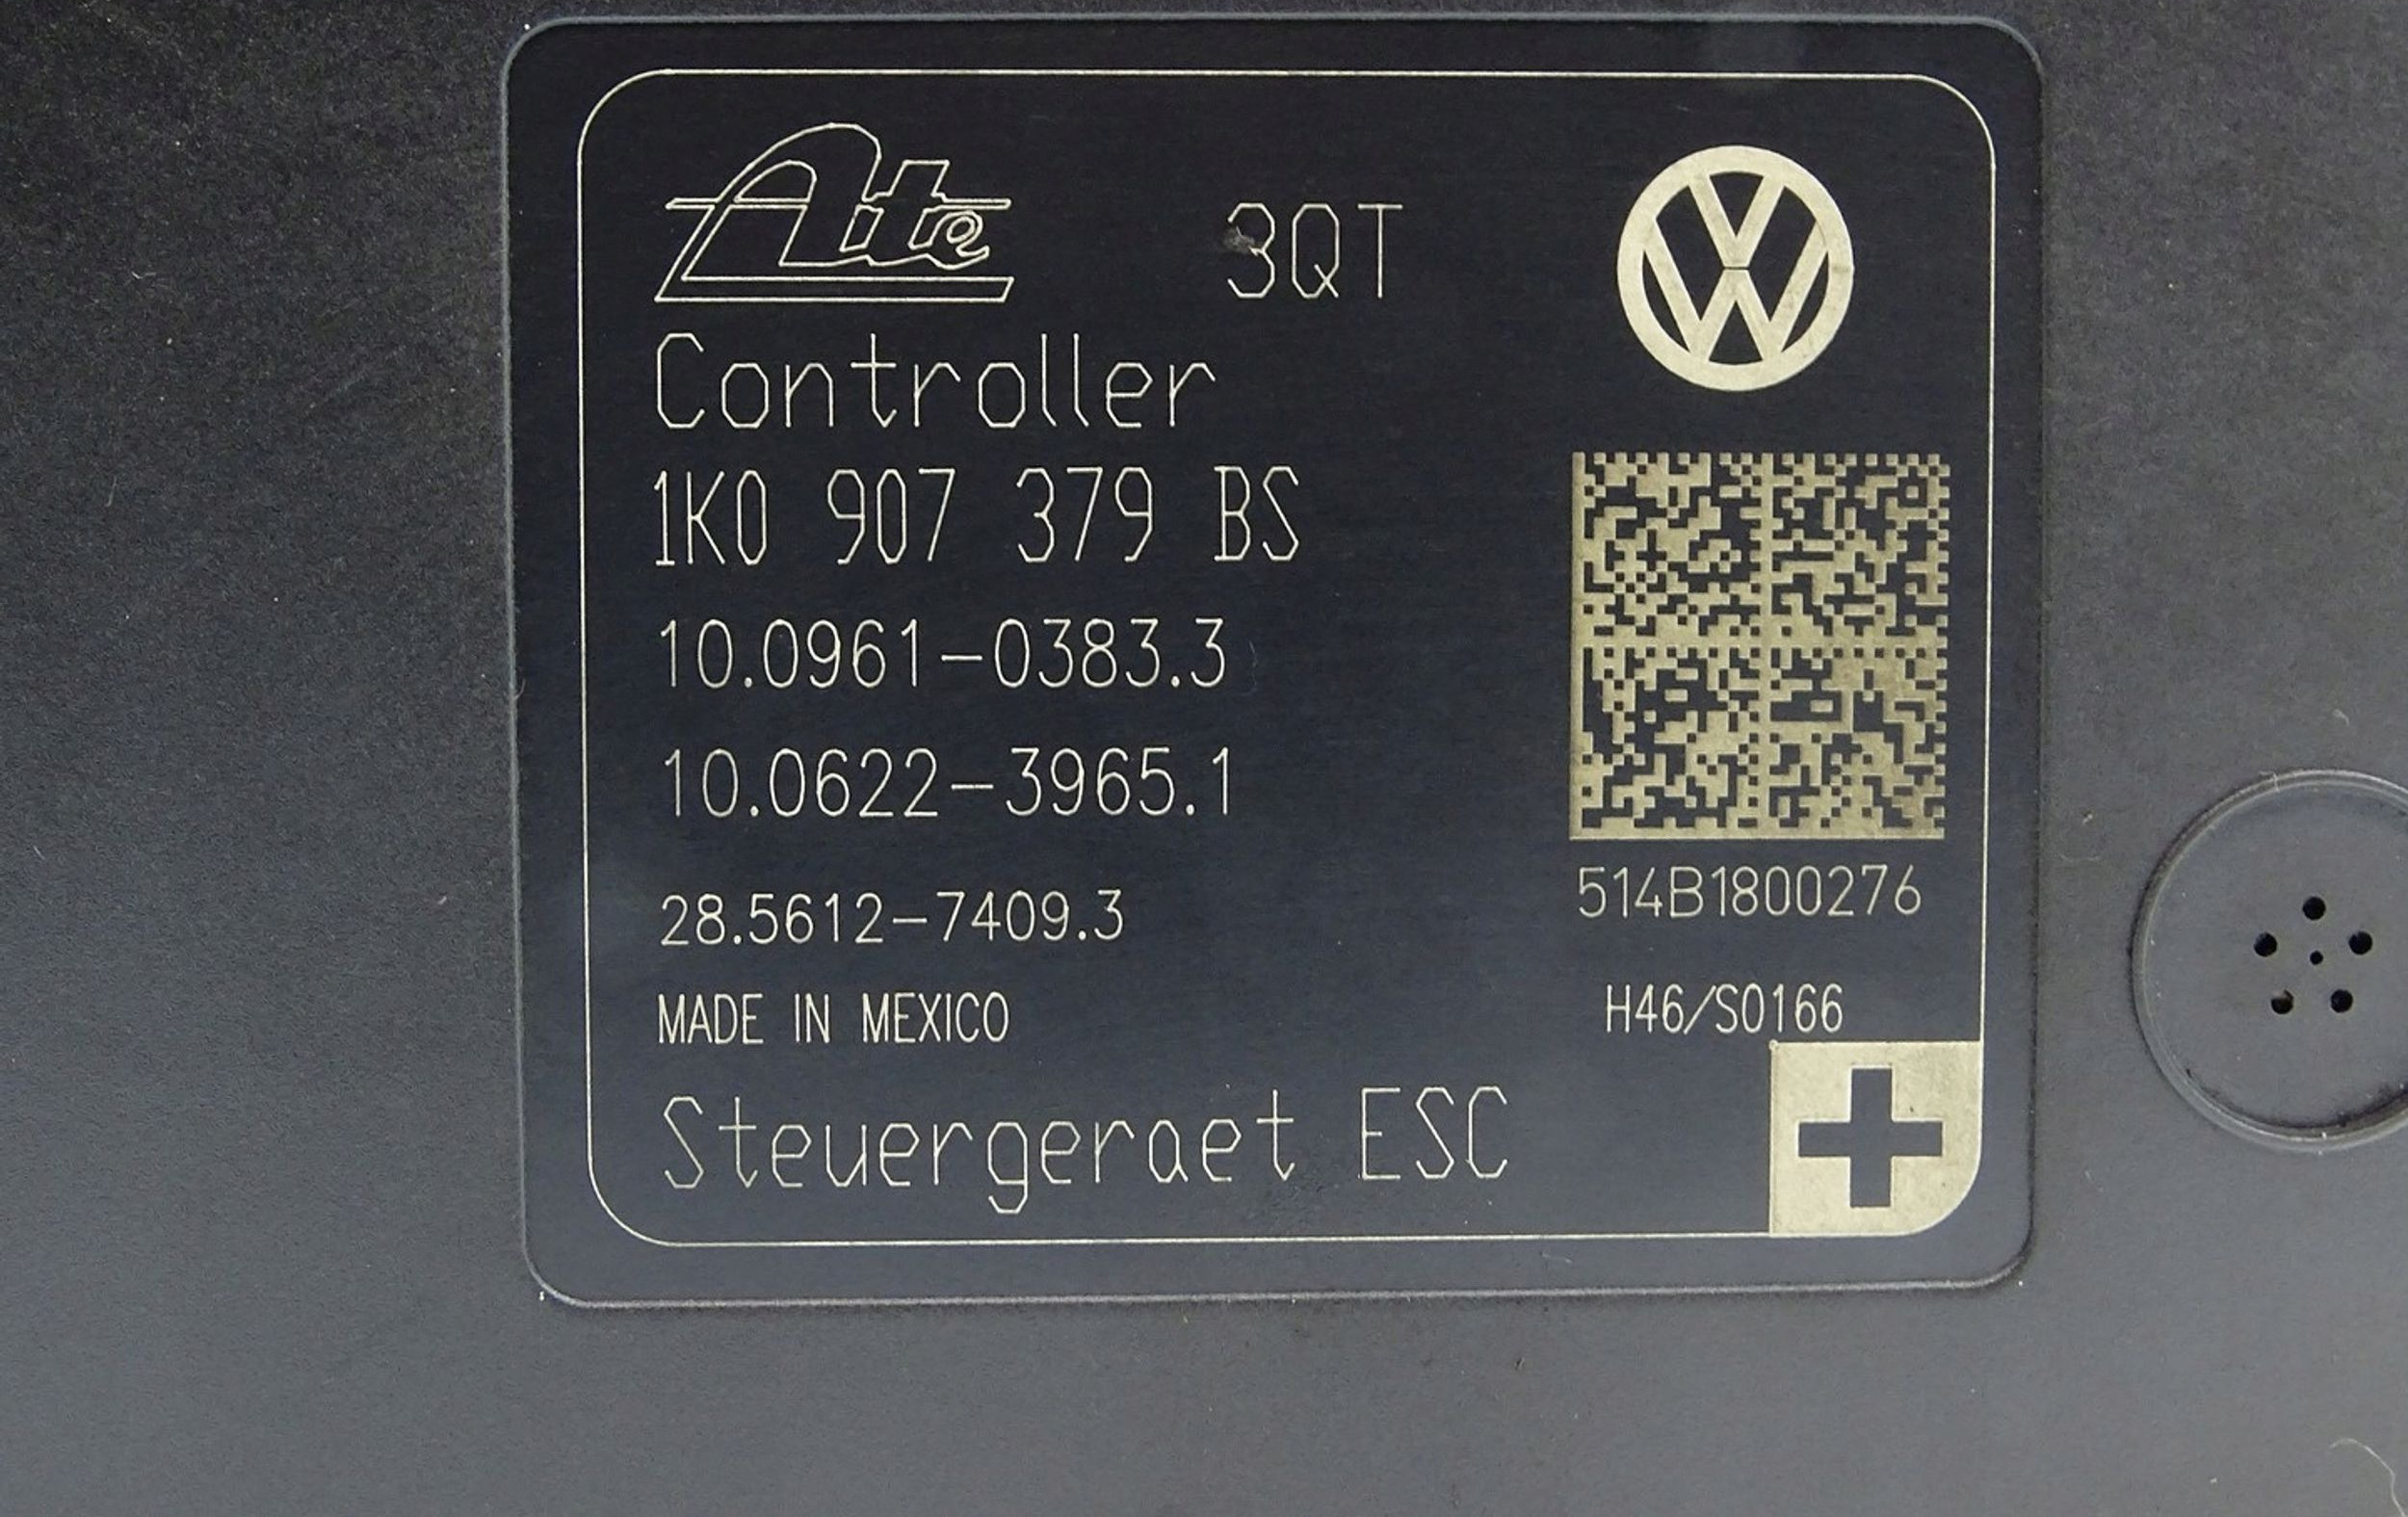 Ate 3QT
Controller
1K0 907 379 BS
10.0961-0383.3
10.0622-3965.1
28.5612-7409.3
514B1800276
MADE IN MEXICO
H46/S0166
Steuergeraet ESC